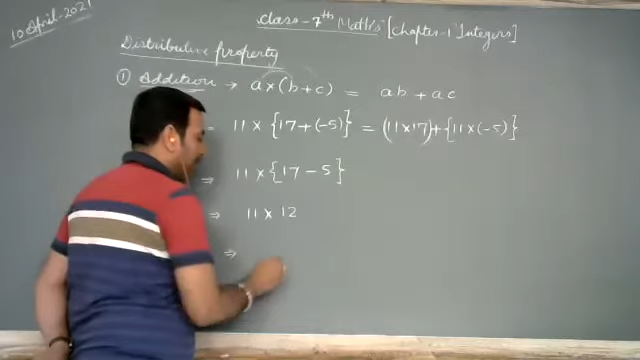 10 April-2021
Class-7th Maths [Chapter-1 Integers]
Distributive property
① Addition → a×(b+c) = ab + ac
= 11 × {17+(-5)} = (11×17)+{11×(-5)}
⇒ 11 × {17-5}
⇒ 11 × 12
⇒